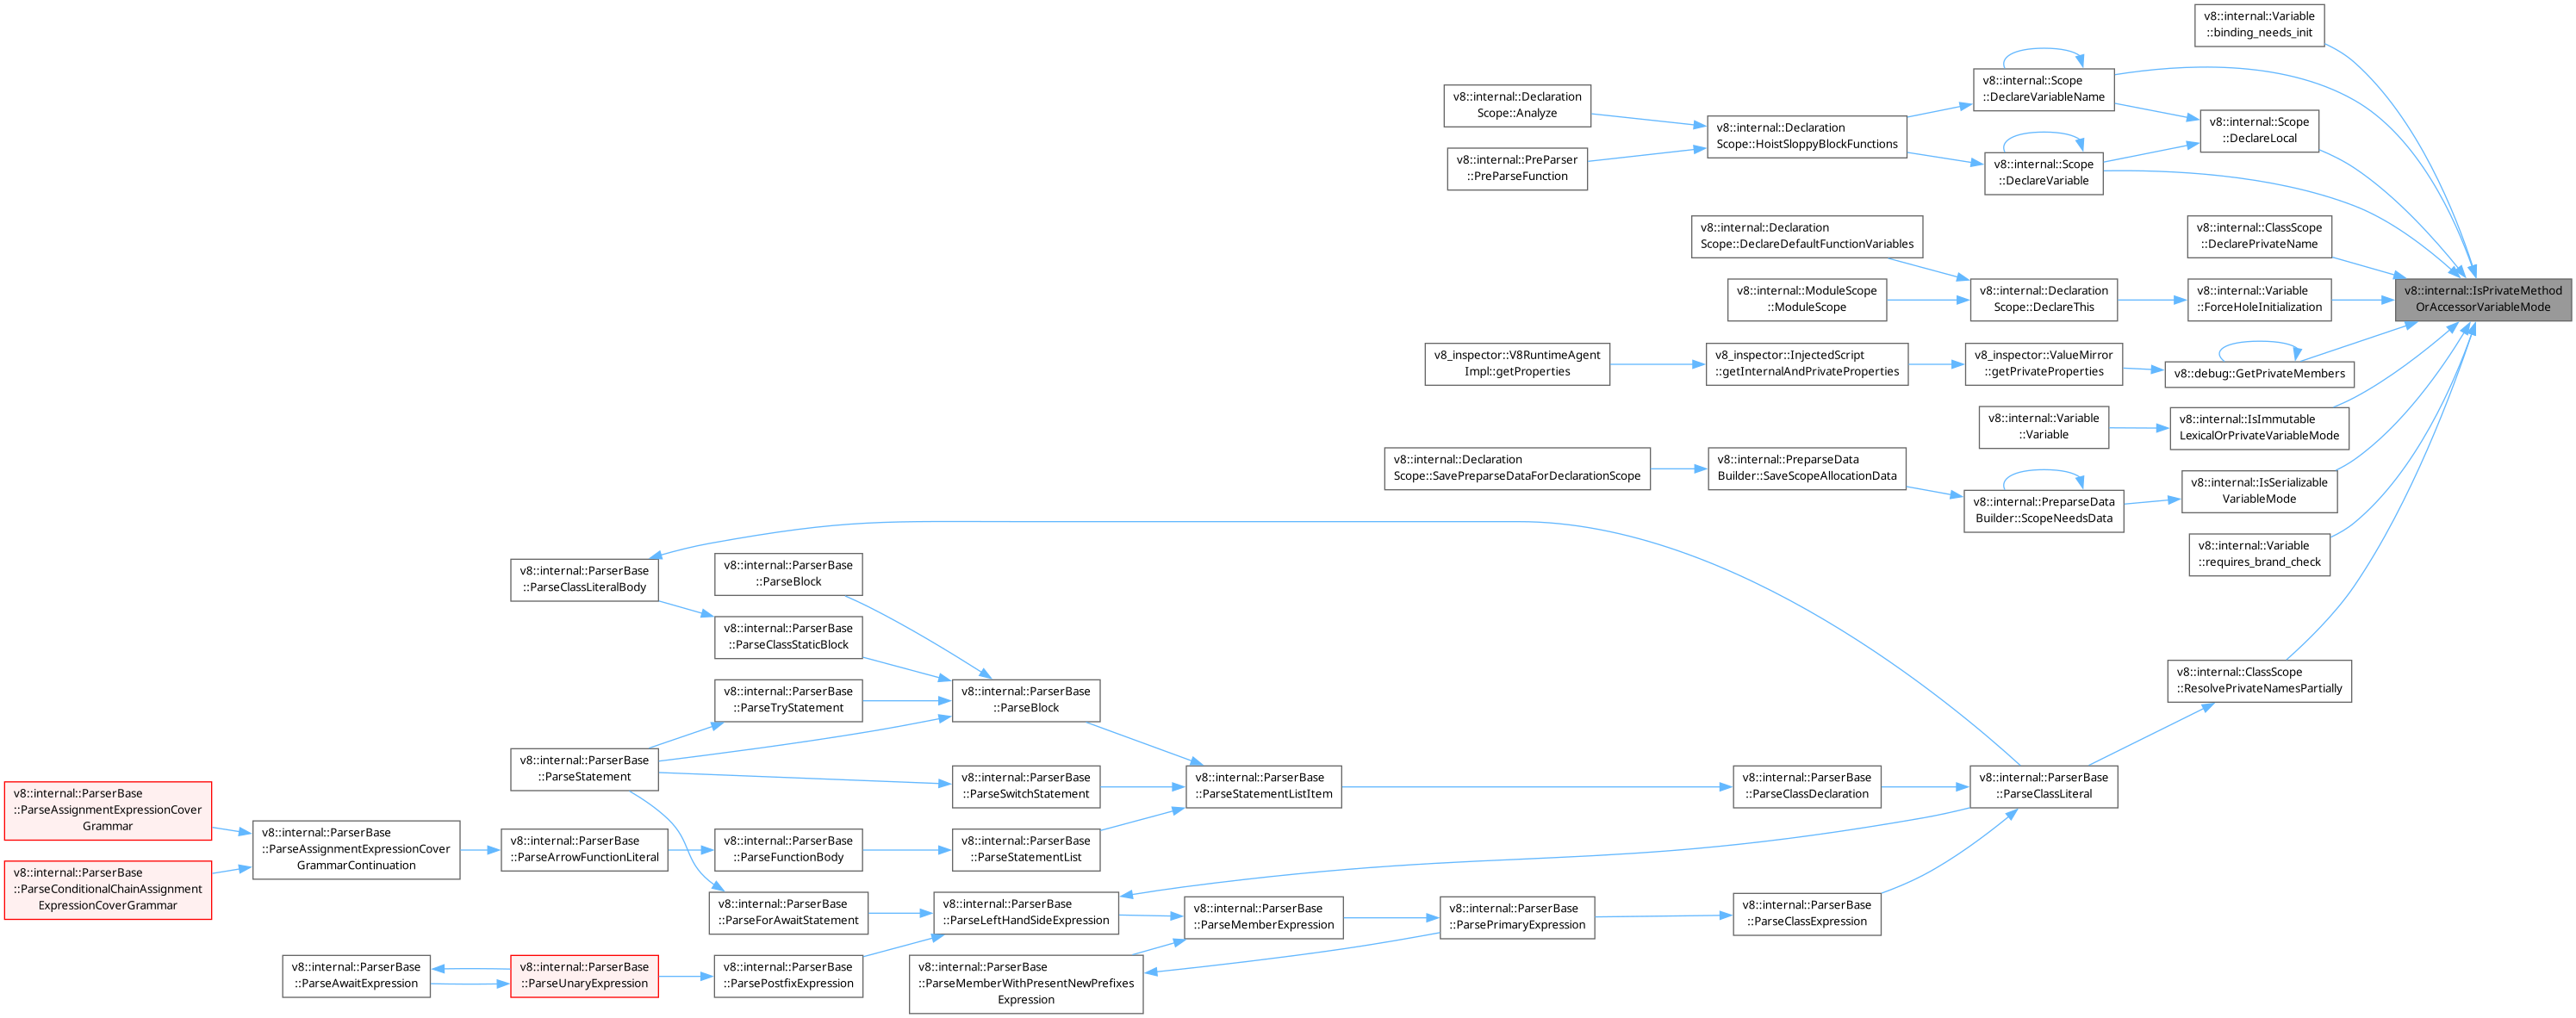 v8::internal::Variable
::binding_needs_init
v8::internal::Scope
::DeclareVariableName
v8::internal::Declaration
Scope::Analyze
v8::internal::Scope
::DeclareLocal
v8::internal::Declaration
Scope::HoistSloppyBlockFunctions
v8::internal::PreParser
::PreParseFunction
v8::internal::Scope
::DeclareVariable
v8::internal::Declaration
Scope::DeclareDefaultFunctionVariables
v8::internal::ClassScope
::DeclarePrivateName
v8::internal::ModuleScope
::ModuleScope
v8::internal::Declaration
Scope::DeclareThis
v8::internal::Variable
::ForceHoleInitialization
v8::internal::IsPrivateMethod
OrAccessorVariableMode
v8_inspector::V8RuntimeAgent
Impl::getProperties
v8_inspector::InjectedScript
::getInternalAndPrivateProperties
v8_inspector::ValueMirror
::getPrivateProperties
v8::debug::GetPrivateMembers
v8::internal::Variable
::Variable
v8::internal::IsImmutable
LexicalOrPrivateVariableMode
v8::internal::Declaration
Scope::SavePreparseDataForDeclarationScope
v8::internal::PreparseData
Builder::SaveScopeAllocationData
v8::internal::PreparseData
Builder::ScopeNeedsData
v8::internal::IsSerializable
VariableMode
v8::internal::Variable
::requires_brand_check
v8::internal::ParserBase
::ParseClassLiteralBody
v8::internal::ParserBase
::ParseBlock
v8::internal::ParserBase
::ParseClassStaticBlock
v8::internal::ParserBase
::ParseTryStatement
v8::internal::ParserBase
::ParseBlock
v8::internal::ClassScope
::ResolvePrivateNamesPartially
v8::internal::ParserBase
::ParseStatement
v8::internal::ParserBase
::ParseSwitchStatement
v8::internal::ParserBase
::ParseStatementListItem
v8::internal::ParserBase
::ParseClassDeclaration
v8::internal::ParserBase
::ParseClassLiteral
v8::internal::ParserBase
::ParseAssignmentExpressionCover
Grammar
v8::internal::ParserBase
::ParseAssignmentExpressionCover
GrammarContinuation
v8::internal::ParserBase
::ParseArrowFunctionLiteral
v8::internal::ParserBase
::ParseFunctionBody
v8::internal::ParserBase
::ParseStatementList
v8::internal::ParserBase
::ParseConditionalChainAssignment
ExpressionCoverGrammar
v8::internal::ParserBase
::ParseForAwaitStatement
v8::internal::ParserBase
::ParseLeftHandSideExpression
v8::internal::ParserBase
::ParseMemberExpression
v8::internal::ParserBase
::ParsePrimaryExpression
v8::internal::ParserBase
::ParseClassExpression
v8::internal::ParserBase
::ParseAwaitExpression
v8::internal::ParserBase
::ParseUnaryExpression
v8::internal::ParserBase
::ParsePostfixExpression
v8::internal::ParserBase
::ParseMemberWithPresentNewPrefixes
Expression